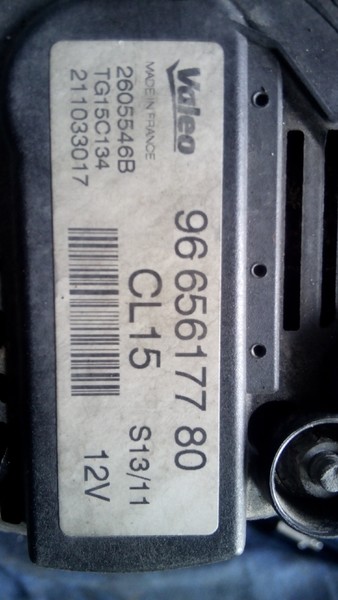 Valeo
MADE IN FRANCE
2605546B
TG15C134
211033017
96 656177 80
CL15
S13/11
12V